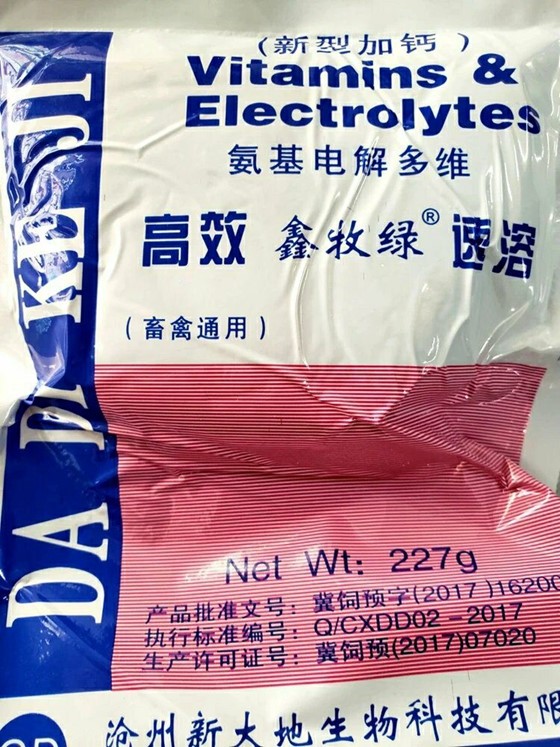 (新型加钙)
Vitamins &
Electrolytes
氨基电解多维
高效 鑫牧绿® 速溶
(畜禽通用)
DA DI KE JI
Net Wt: 227g
产品批准文号: 冀饲预字(2017)16200
执行标准编号: Q/CXDD02-2017
生产许可证号: 冀饲预(2017)07020
沧州新大地生物科技有限